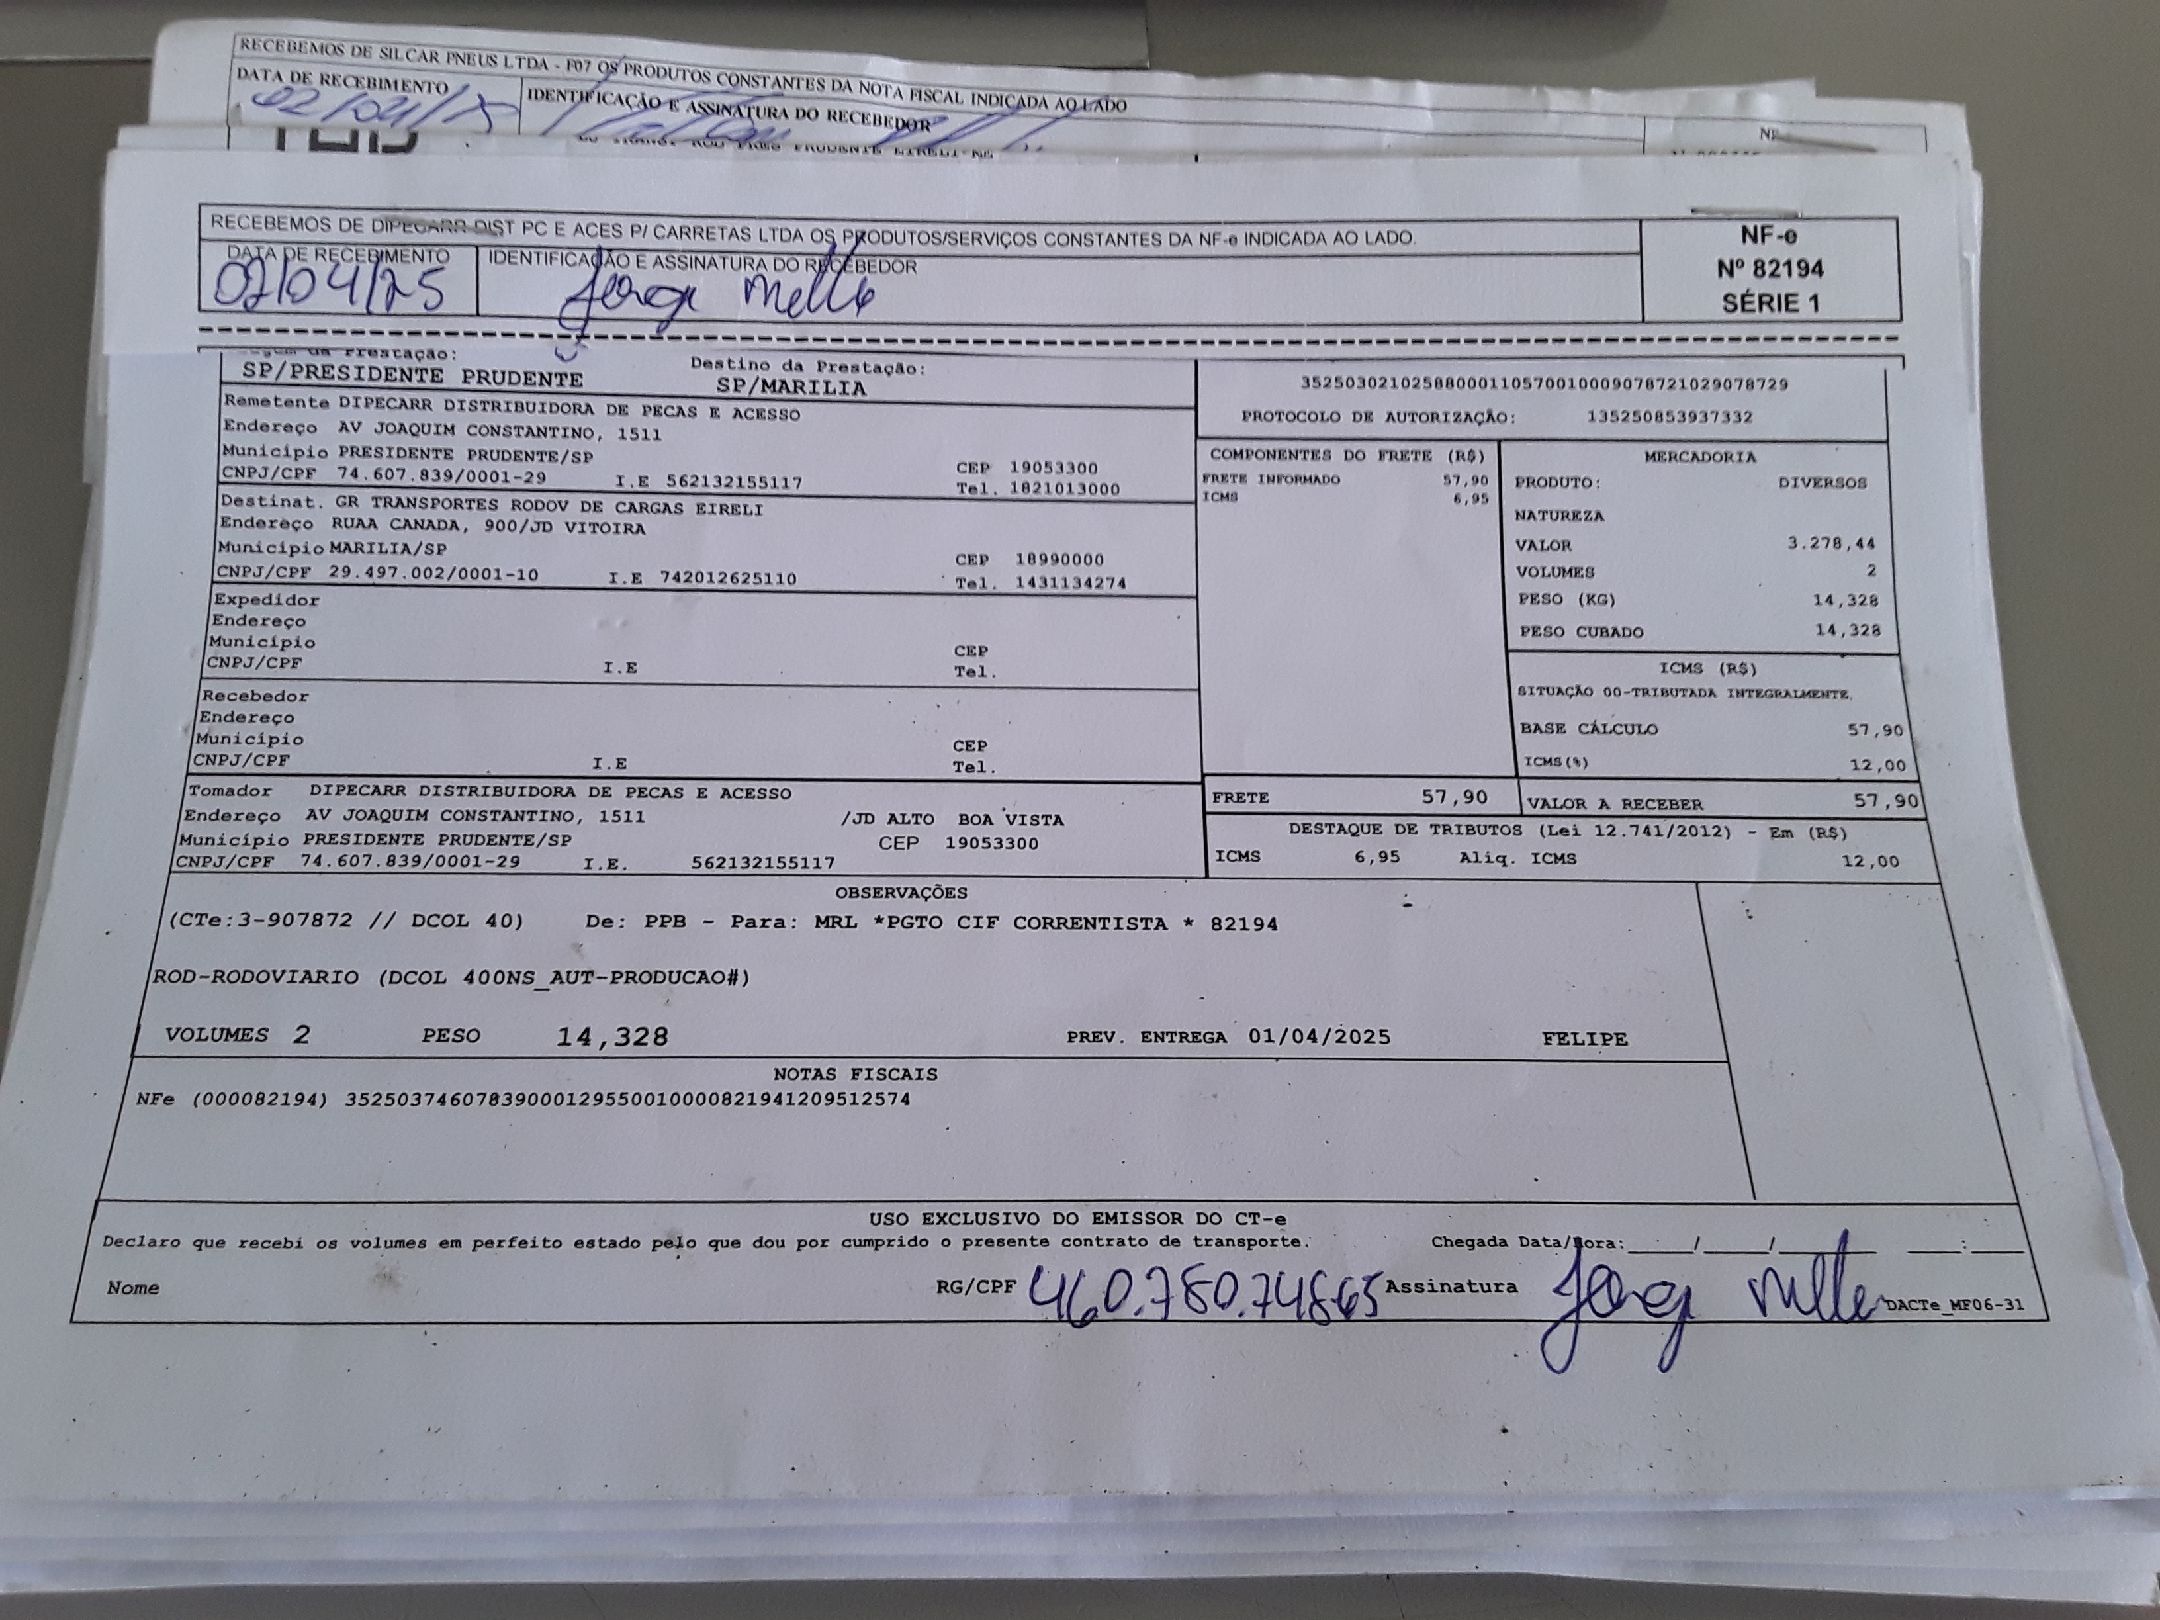 RECEBEMOS DE SILCAR PNEUS LTDA - F07 OS PRODUTOS CONSTANTES DA NOTA FISCAL INDICADA AO LADO
DATA DE RECEBIMENTO IDENTIFICAÇÃO E ASSINATURA DO RECEBEDOR
02/04/25
RECEBEMOS DE DIPECARR DIST PC E ACES P/ CARRETAS LTDA OS PRODUTOS/SERVIÇOS CONSTANTES DA NF-e INDICADA AO LADO.
NF-e
Nº 82194
SÉRIE 1
DATA DE RECEBIMENTO IDENTIFICAÇÃO E ASSINATURA DO RECEBEDOR
02/04/25
Prestação: Destino da Prestação:
SP/PRESIDENTE PRUDENTE SP/MARILIA
Remetente DIPECARR DISTRIBUIDORA DE PECAS E ACESSO
Endereço AV JOAQUIM CONSTANTINO, 1511
Município PRESIDENTE PRUDENTE/SP CEP 19053300
CNPJ/CPF 74.607.839/0001-29 I.E 562132155117 Tel. 1821013000
Destinat. GR TRANSPORTES RODOV DE CARGAS EIRELI
Endereço RUAA CANADA, 900/JD VITOIRA
Município MARILIA/SP CEP 18990000
CNPJ/CPF 29.497.002/0001-10 I.E 742012625110 Tel. 1431134274
Expedidor
Endereço
Município CEP
CNPJ/CPF I.E Tel.
Recebedor
Endereço
Município CEP
CNPJ/CPF I.E Tel.
Tomador DIPECARR DISTRIBUIDORA DE PECAS E ACESSO
Endereço AV JOAQUIM CONSTANTINO, 1511 /JD ALTO BOA VISTA
Município PRESIDENTE PRUDENTE/SP CEP 19053300
CNPJ/CPF 74.607.839/0001-29 I.E. 562132155117
35250302102588000110570010009078721029078729
PROTOCOLO DE AUTORIZAÇÃO: 135250853937332
COMPONENTES DO FRETE (R$)
FRETE INFORMADO 57,90
ICMS 6,95
MERCADORIA
PRODUTO: DIVERSOS
NATUREZA
VALOR 3.278,44
VOLUMES 2
PESO (KG) 14,328
PESO CUBADO 14,328
ICMS (R$)
SITUAÇÃO 00-TRIBUTADA INTEGRALMENTE.
BASE CÁLCULO 57,90
ICMS(%) 12,00
FRETE 57,90 VALOR A RECEBER 57,90
DESTAQUE DE TRIBUTOS (Lei 12.741/2012) - Em (R$)
ICMS 6,95 Aliq. ICMS 12,00
OBSERVAÇÕES
(CTe:3-907872 // DCOL 40) De: PPB - Para: MRL *PGTO CIF CORRENTISTA * 82194
ROD-RODOVIARIO (DCOL 400NS_AUT-PRODUCAO#)
VOLUMES 2 PESO 14,328 PREV. ENTREGA 01/04/2025 FELIPE
NOTAS FISCAIS
NFe (000082194) 35250374607839000129550010000821941209512574
USO EXCLUSIVO DO EMISSOR DO CT-e
Declaro que recebi os volumes em perfeito estado pelo que dou por cumprido o presente contrato de transporte. Chegada Data/Hora:_____/_____/_______ ___:___
Nome RG/CPF 460.780.74865 Assinatura DACTe_MF06-31